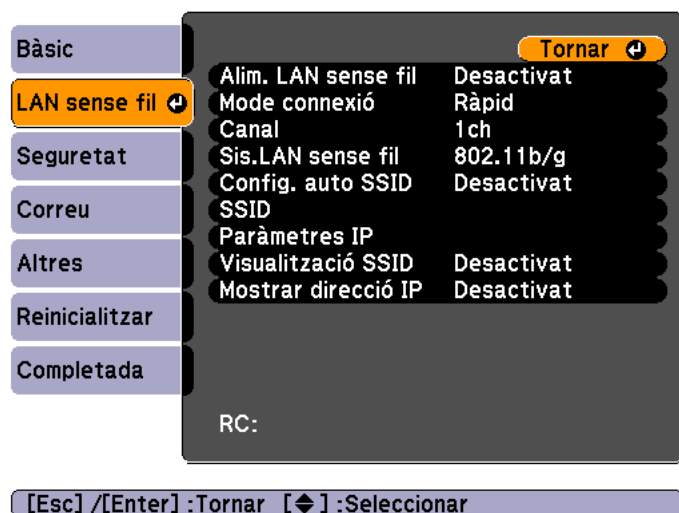 Bàsic
LAN sense fil
Seguretat
Correu
Altres
Reinicialitzar
Completada
Tornar
Alim. LAN sense fil Desactivat
Mode connexió Ràpid
Canal 1ch
Sis.LAN sense fil 802.11b/g
Config. auto SSID Desactivat
SSID
Paràmetres IP
Visualització SSID Desactivat
Mostrar direcció IP Desactivat
RC:
[Esc] /[Enter] :Tornar [◆] :Seleccionar